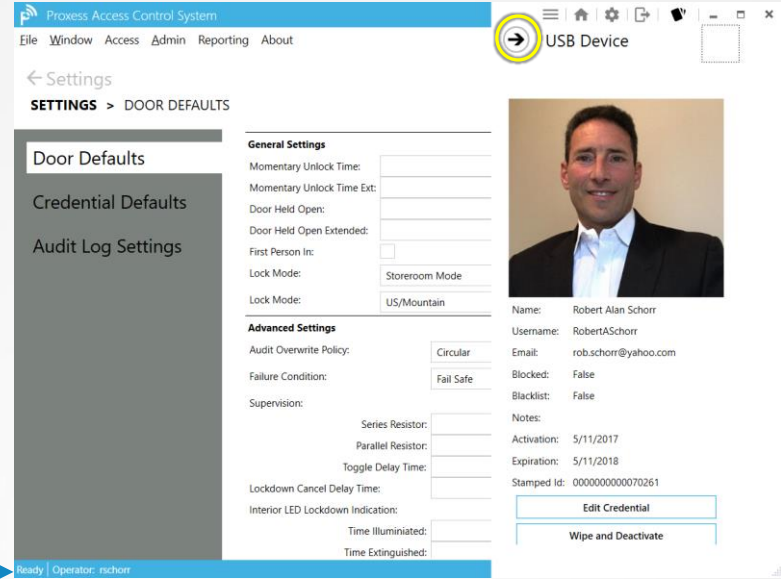 Proxess Access Control System
File Window Access Admin Reporting About
USB Device
Settings
SETTINGS > DOOR DEFAULTS
Door Defaults
Credential Defaults
Audit Log Settings
General Settings
Momentary Unlock Time:
Momentary Unlock Time Ext:
Door Held Open:
Door Held Open Extended:
First Person In:
Lock Mode: Storeroom Mode
Lock Mode: US/Mountain
Advanced Settings
Audit Overwrite Policy: Circular
Failure Condition: Fail Safe
Supervision:
Series Resistor:
Parallel Resistor:
Toggle Delay Time:
Lockdown Cancel Delay Time:
Interior LED Lockdown Indication:
Time Illuminiated:
Time Extinguished:
Name: Robert Alan Schorr
Username: RobertASchorr
Email: rob.schorr@yahoo.com
Blocked: False
Blacklist: False
Notes:
Activation: 5/11/2017
Expiration: 5/11/2018
Stamped Id: 0000000000070261
Edit Credential
Wipe and Deactivate
Ready Operator: rschorr